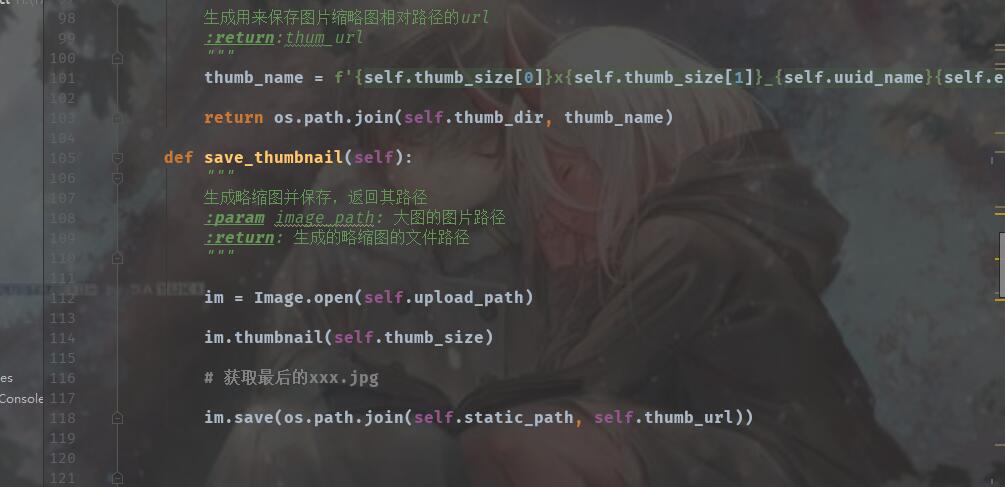 98 生成用来保存图片缩略图相对路径的url
99 :return:thum_url
100 """
101 thumb_name = f'{self.thumb_size[0]}x{self.thumb_size[1]}_{self.uuid_name}{self.e
102
103 return os.path.join(self.thumb_dir, thumb_name)
104
105 def save_thumbnail(self):
106 """
107 生成略缩图并保存，返回其路径
108 :param image_path: 大图的图片路径
109 :return: 生成的略缩图的文件路径
110 """
111
112 im = Image.open(self.upload_path)
113
114 im.thumbnail(self.thumb_size)
115
es
116 # 获取最后的xxx.jpg
117
Console
118 im.save(os.path.join(self.static_path, self.thumb_url))
119
120
121